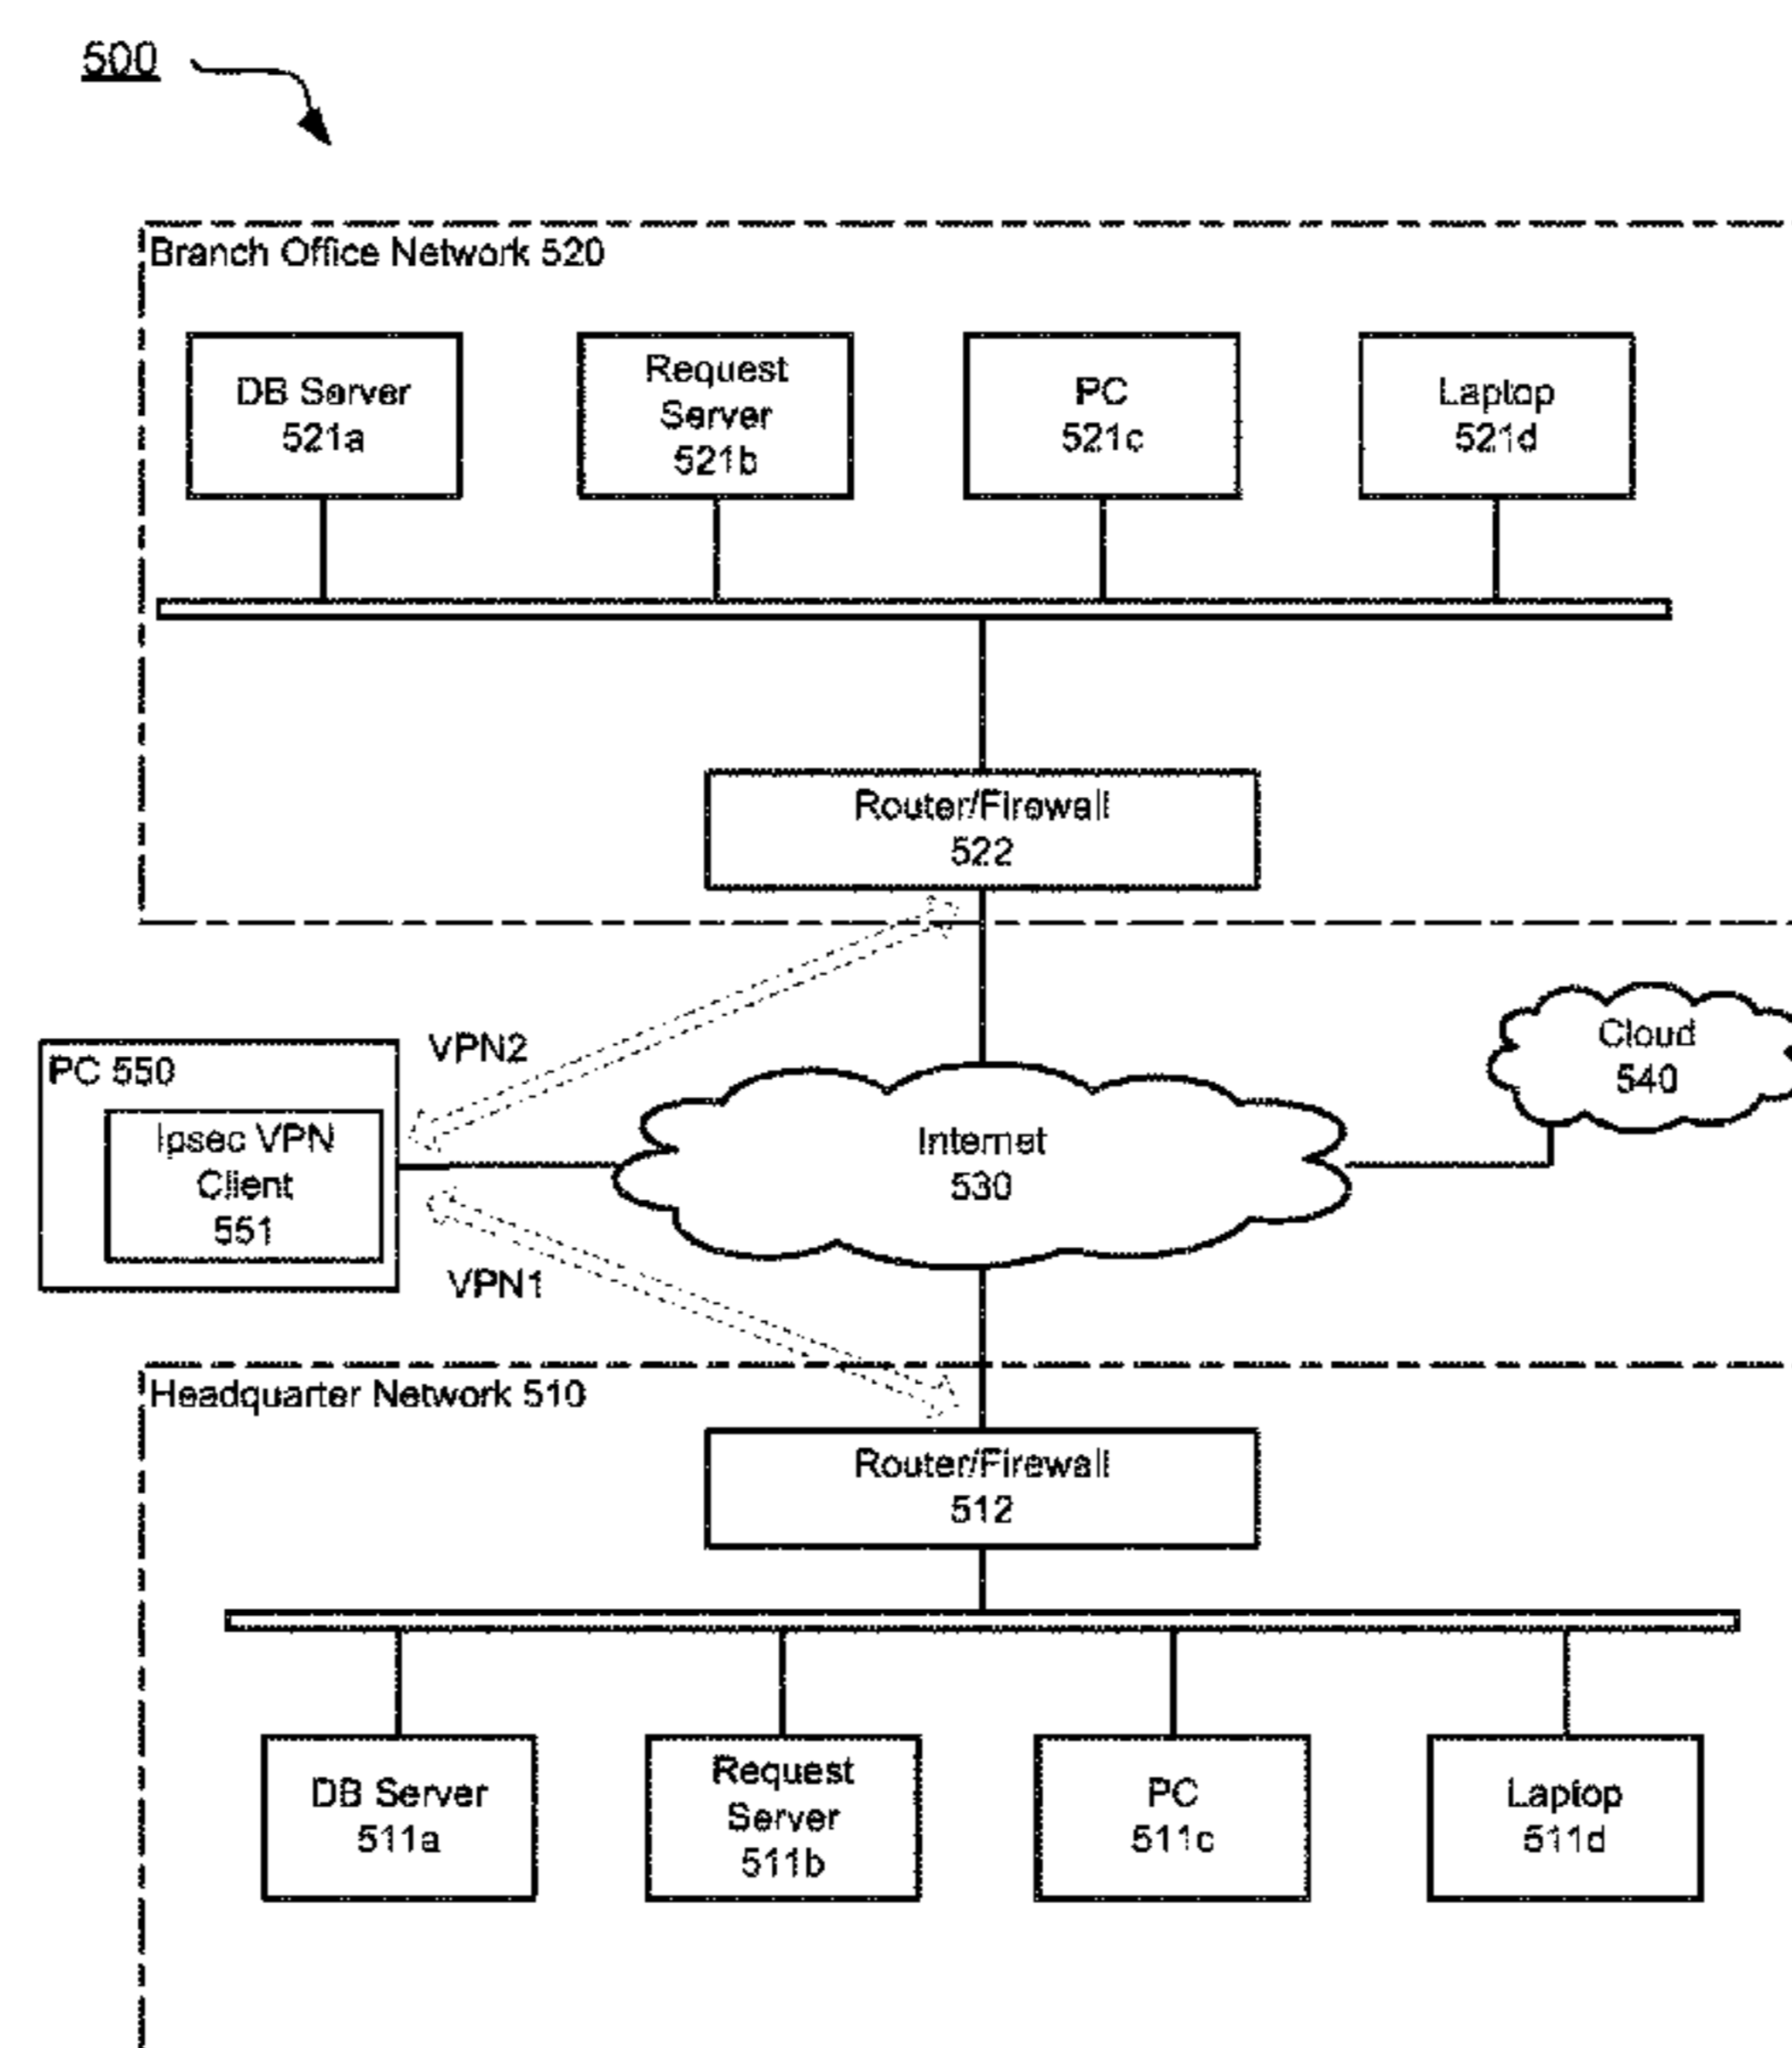 500
Branch Office Network 520
DB Server
521a
Request
Server
521b
PC
521c
Laptop
521d
Router/Firewall
522
VPN2
Cloud
540
PC 550
Ipsec VPN
Client
551
Internet
530
VPN1
Headquarter Network 510
Router/Firewall
512
DB Server
511a
Request
Server
511b
PC
511c
Laptop
511d